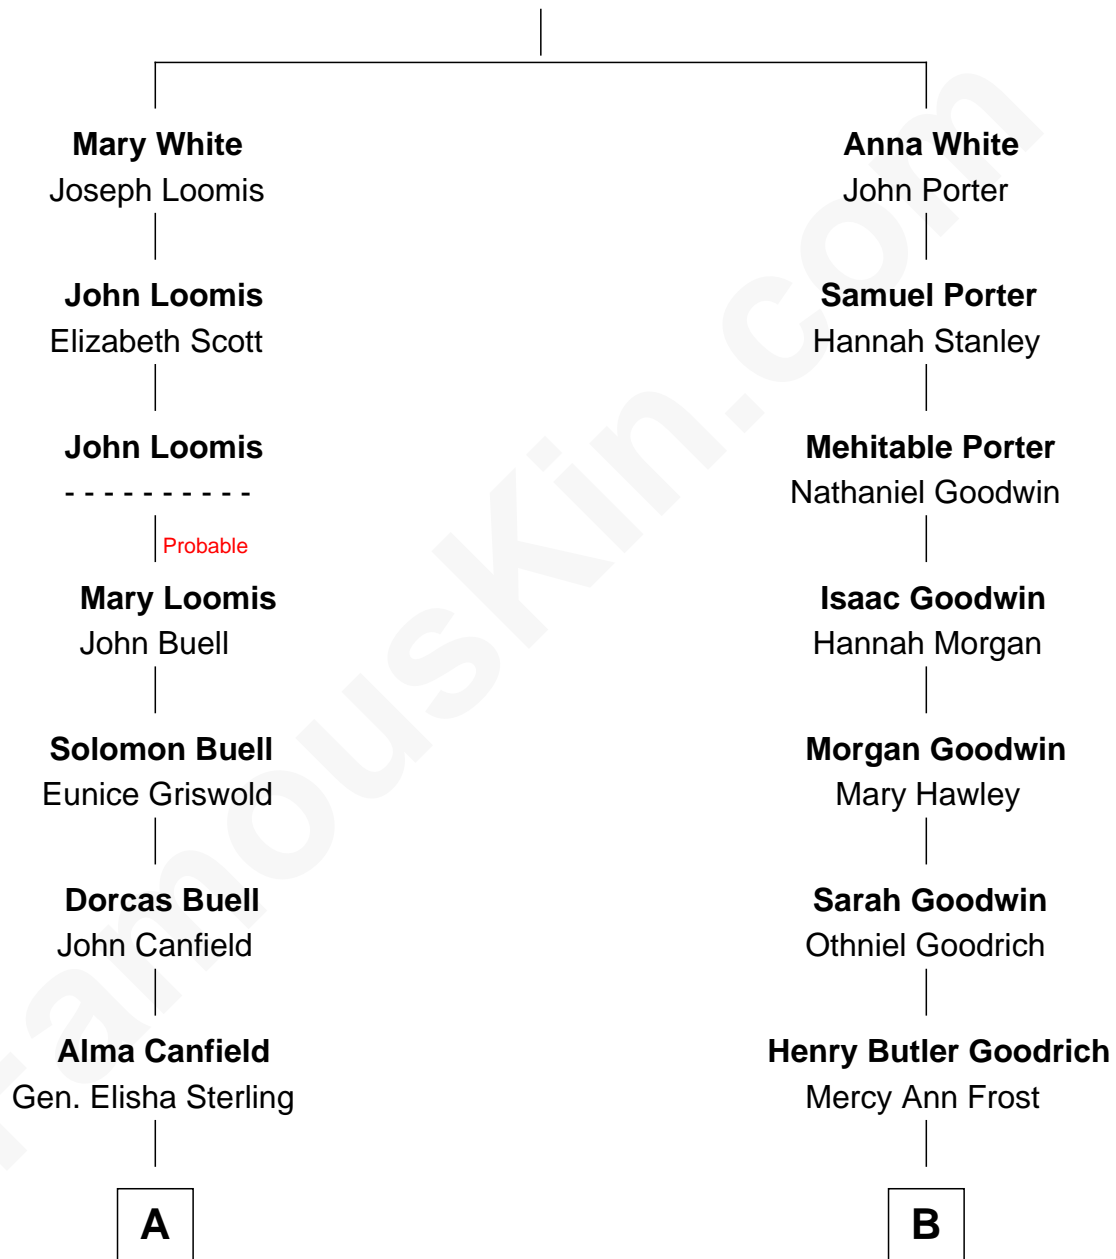 Mary White
Joseph Loomis
John Loomis
Elizabeth Scott
John Loomis
- - - - - - - - - -
Probable
Mary Loomis
John Buell
Solomon Buell
Eunice Griswold
Dorcas Buell
John Canfield
Alma Canfield
Gen. Elisha Sterling
A
Anna White
John Porter
Samuel Porter
Hannah Stanley
Mehitable Porter
Nathaniel Goodwin
Isaac Goodwin
Hannah Morgan
Morgan Goodwin
Mary Hawley
Sarah Goodwin
Othniel Goodrich
Henry Butler Goodrich
Mercy Ann Frost
B
FamousKin.com